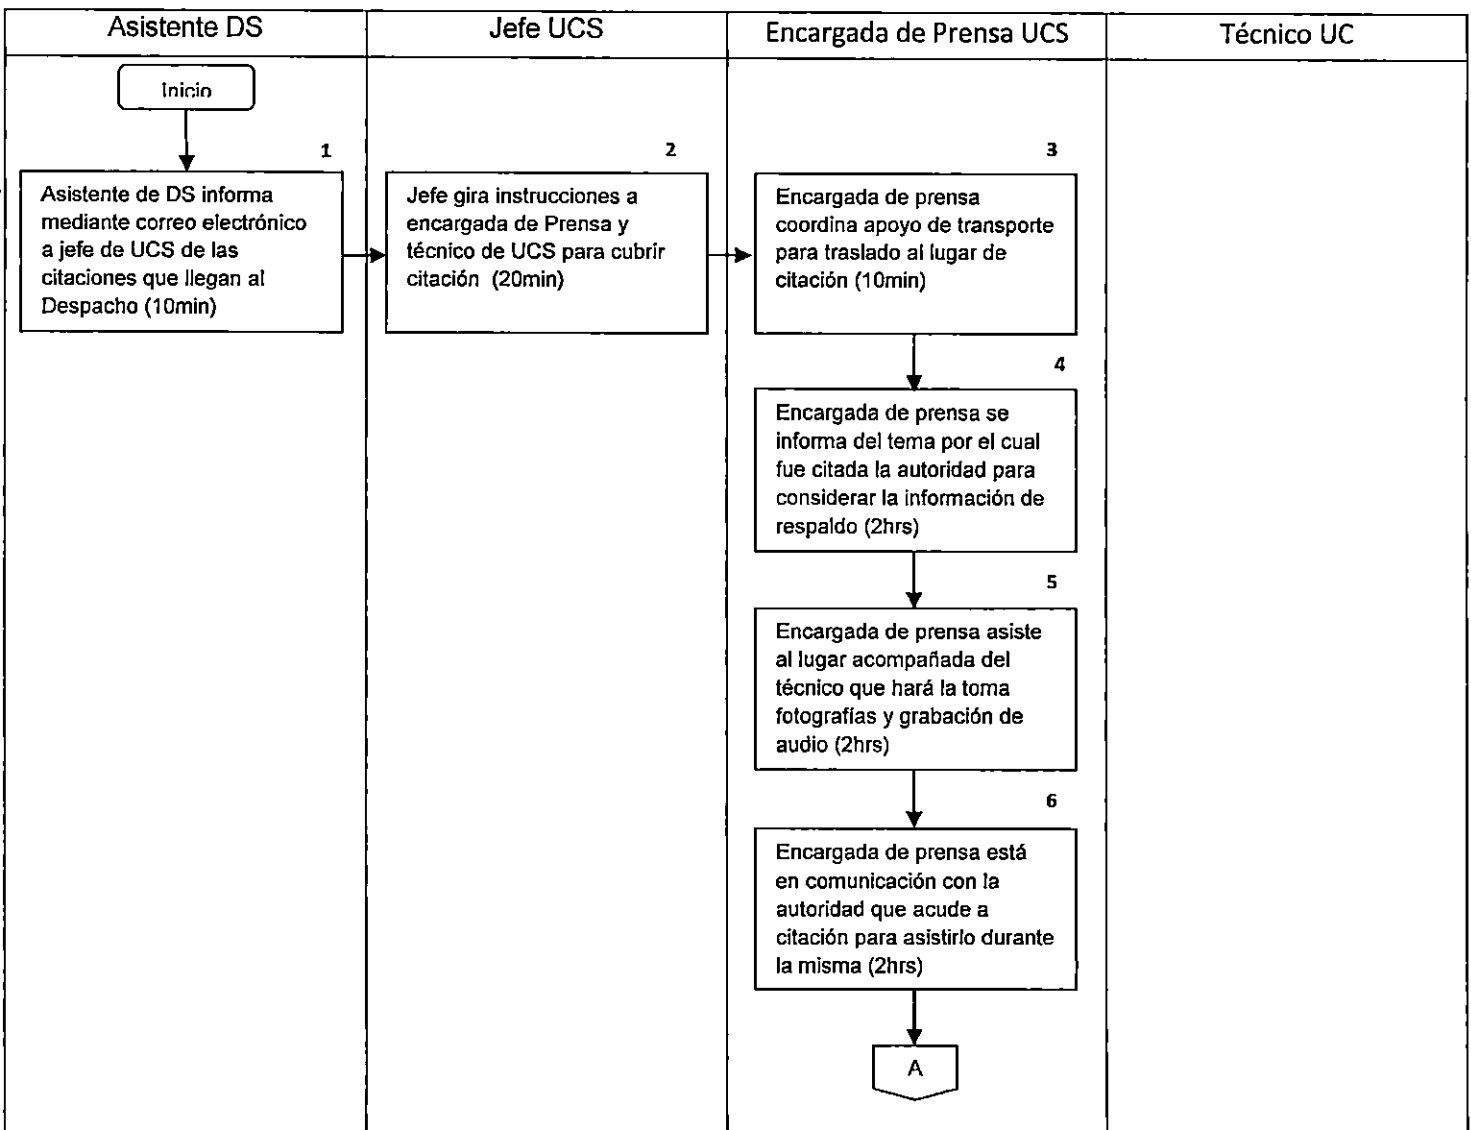 Asistente DS
Jefe UCS
Encargada de Prensa UCS
Técnico UC
Inicio
1
Asistente de DS informa
mediante correo electrónico
a jefe de UCS de las
citaciones que llegan al
Despacho (10min)
2
Jefe gira instrucciones a
encargada de Prensa y
técnico de UCS para cubrir
citación (20min)
3
Encargada de prensa
coordina apoyo de transporte
para traslado al lugar de
citación (10min)
4
Encargada de prensa se
informa del tema por el cual
fue citada la autoridad para
considerar la información de
respaldo (2hrs)
5
Encargada de prensa asiste
al lugar acompañada del
técnico que hará la toma
fotografías y grabación de
audio (2hrs)
6
Encargada de prensa está
en comunicación con la
autoridad que acude a
citación para asistirlo durante
la misma (2hrs)
A